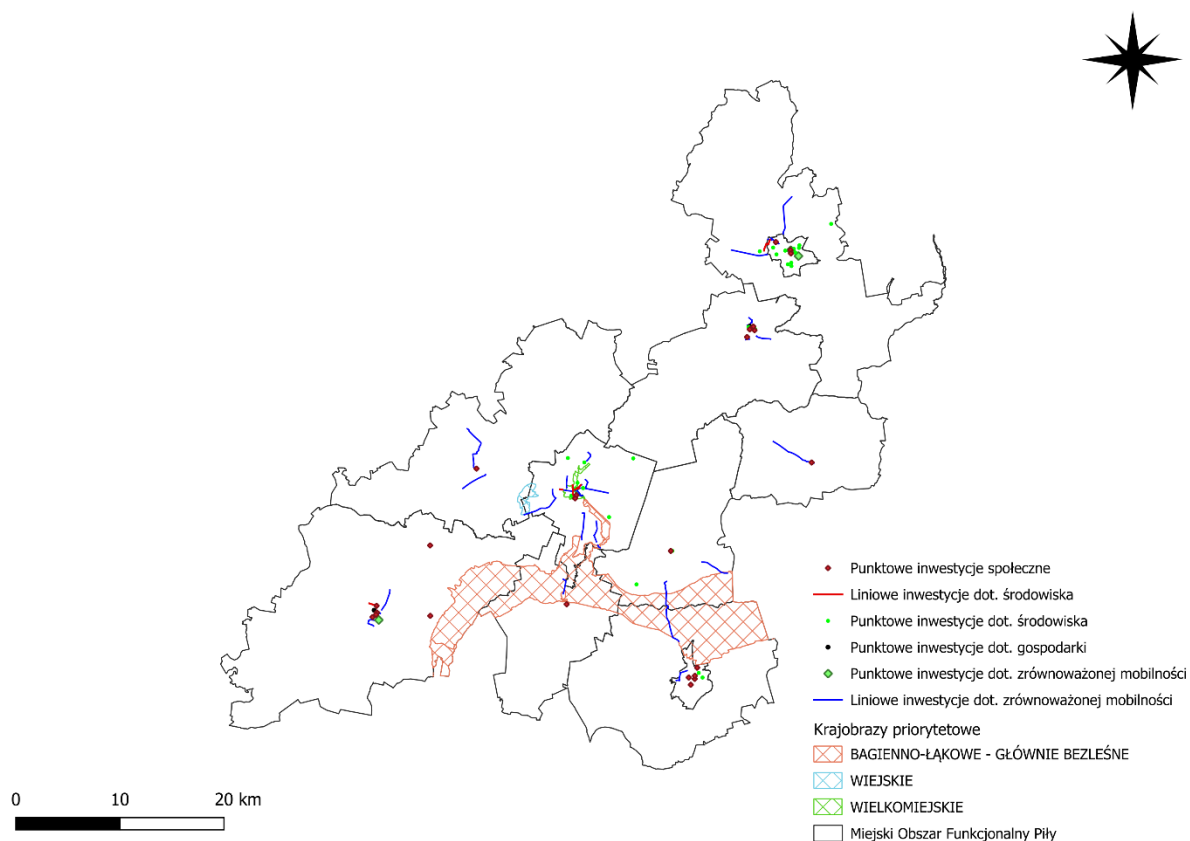 Punktowe inwestycje społeczne
Liniowe inwestycje dot. środowiska
Punktowe inwestycje dot. środowiska
Punktowe inwestycje dot. gospodarki
Punktowe inwestycje dot. zrównoważonej mobilności
Liniowe inwestycje dot. zrównoważonej mobilności
Krajobrazy priorytetowe
BAGIENNO-ŁĄKOWE - GŁÓWNIE BEZLEŚNE
WIEJSKIE
WIELKOMIEJSKIE
Miejski Obszar Funkcjonalny Piły
0 10 20 km